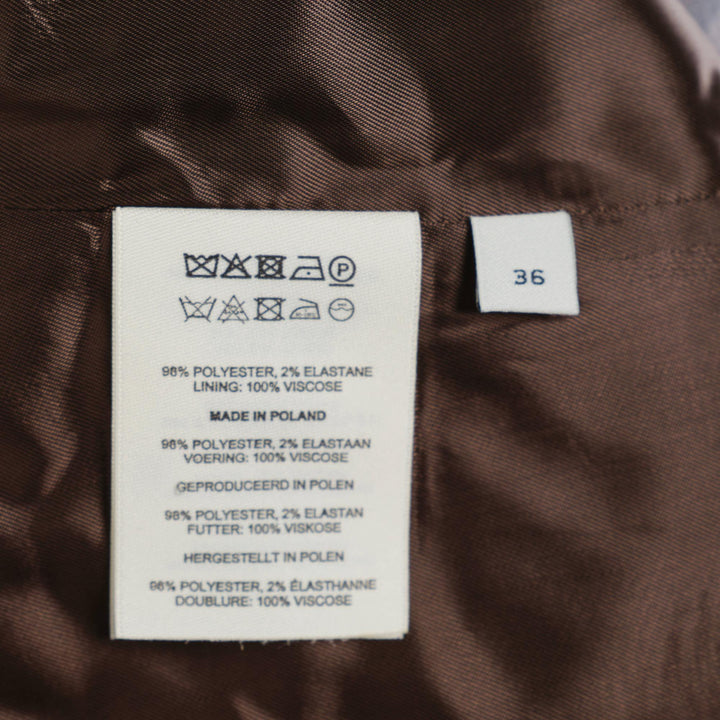 P
36
98% POLYESTER, 2% ELASTANE
LINING: 100% VISCOSE
MADE IN POLAND
98% POLYESTER, 2% ELASTAAN
VOERING: 100% VISCOSE
GEPRODUCEERD IN POLEN
98% POLYESTER, 2% ELASTAN
FUTTER: 100% VISKOSE
HERGESTELLT IN POLEN
98% POLYESTER, 2% ÉLASTHANNE
DOUBLURE: 100% VISCOSE